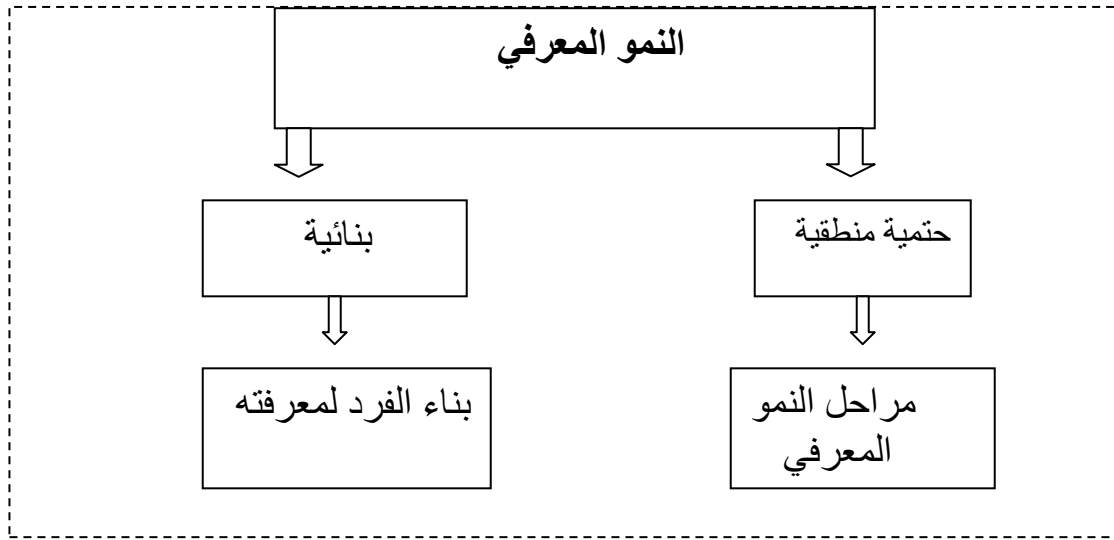 النمو المعرفي
حتمية منطقية
بنائية
مراحل النمو
المعرفي
بناء الفرد لمعرفته